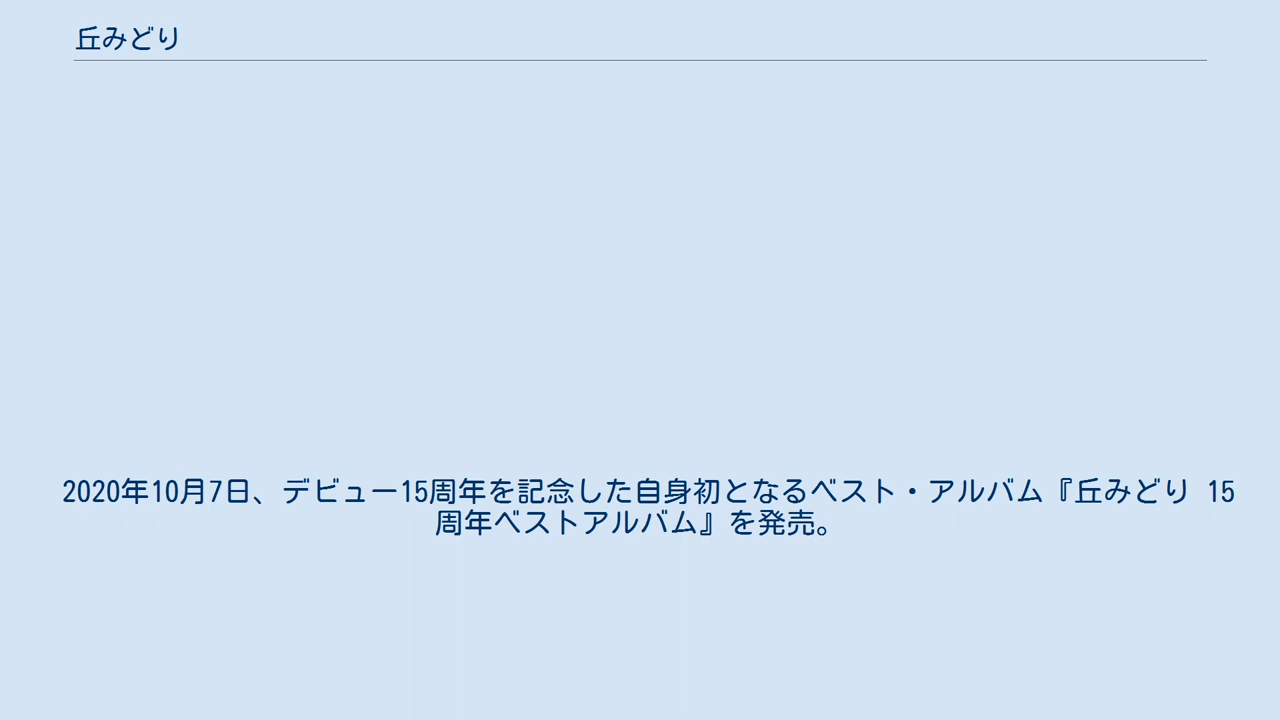 丘みどり
2020年10月7日、デビュー15周年を記念した自身初となるベスト・アルバム『丘みどり 15
周年ベストアルバム』を発売。